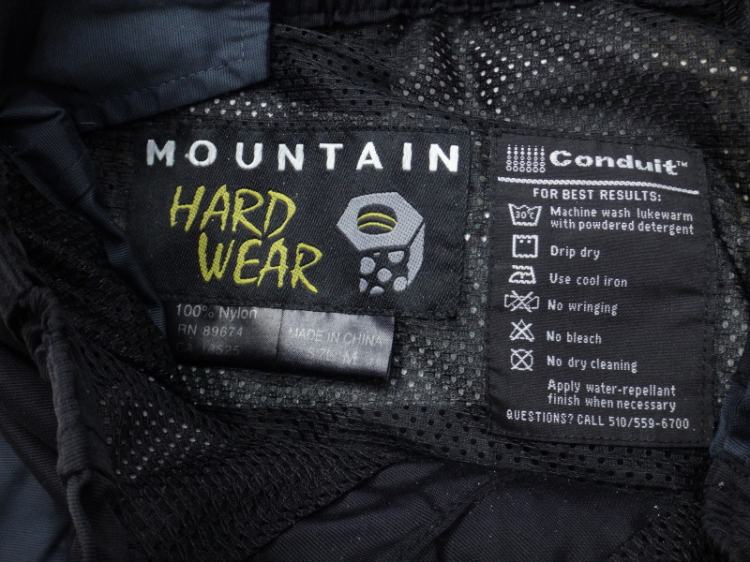 MOUNTAIN
HARD
WEAR
100% Nylon
RN 89674
MADE IN CHINA
SIZE M
Conduit™
FOR BEST RESULTS:
30°C
Machine wash lukewarm
with powdered detergent
Drip dry
Use cool iron
No wringing
No bleach
No dry cleaning
Apply water-repellant
finish when necessary
QUESTIONS? CALL 510/559-6700